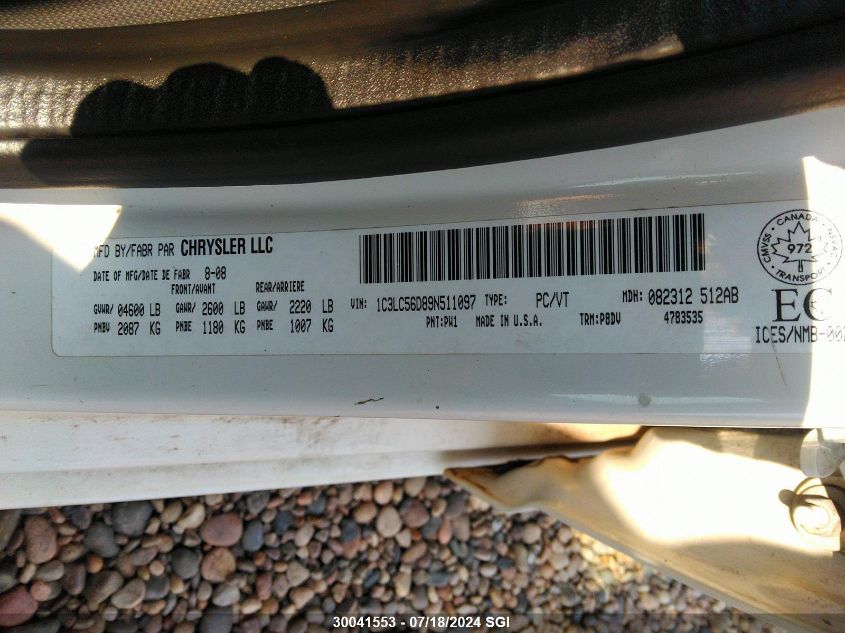 MFD BY/FABR PAR CHRYSLER LLC
DATE OF MFG/DATE DE FABR 8-08
FRONT/AVANT REAR/ARRIERE
GVWR/ 04600 LB GAWR/ 2600 LB GAWR/ 2220 LB
PNBV 2087 KG PNBE 1180 KG PNBE 1007 KG
VIN: 1C3LC56D89N511097 TYPE: PC/VT MDH: 082312 512AB
PNT:PW1 MADE IN U.S.A. TRM:P8DV 4783535
CANADA
CMVSS 972 NSVAC
TRANSPORT
EC
ICES/NMB-002
30041553 - 07/18/2024 SGI